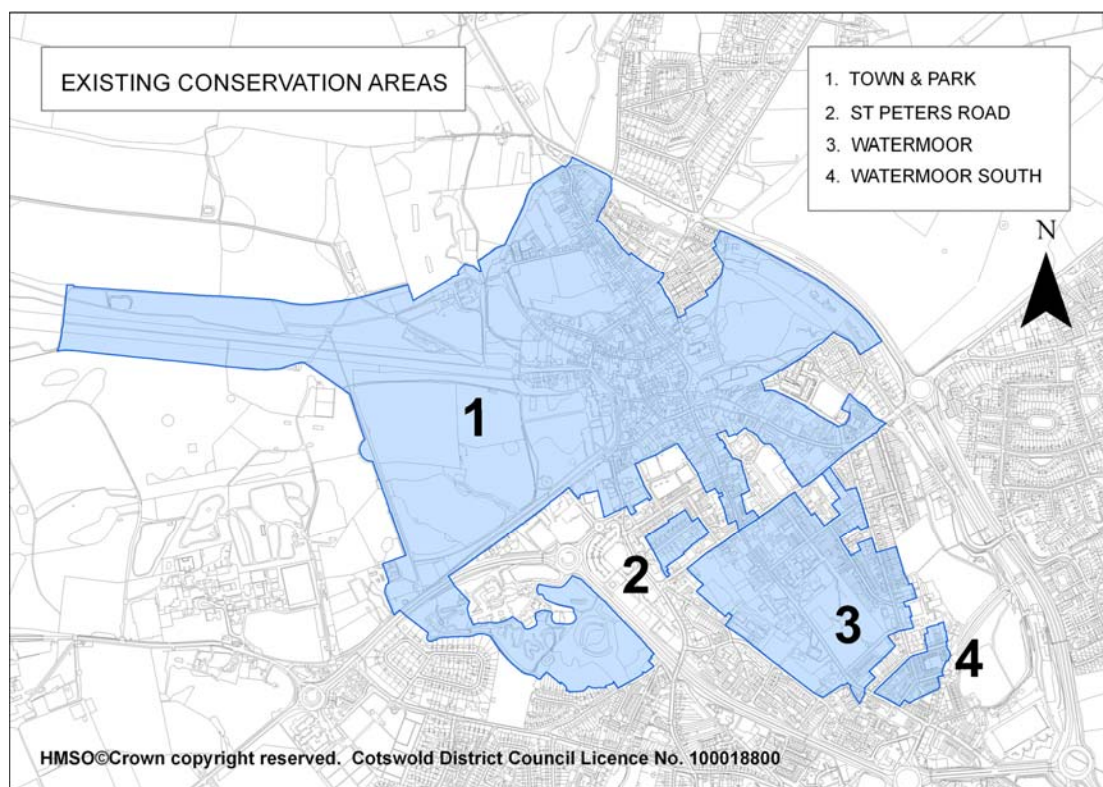 EXISTING CONSERVATION AREAS
1. TOWN & PARK
2. ST PETERS ROAD
3. WATERMOOR
4. WATERMOOR SOUTH
N
1
2
3
4
HMSO©Crown copyright reserved. Cotswold District Council Licence No. 100018800